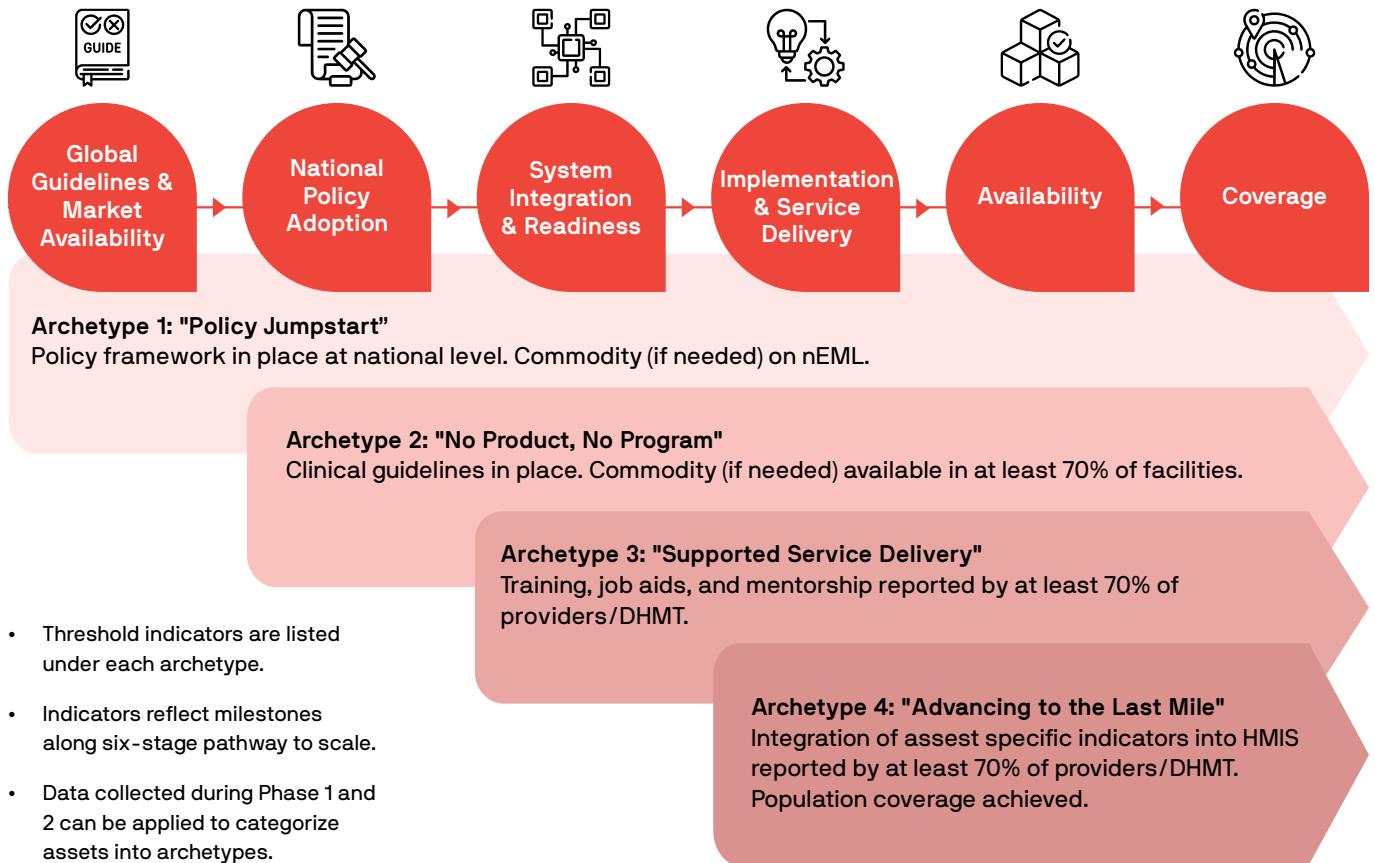 GUIDE
Global
Guidelines &
Market
Availability
National
Policy
Adoption
System
Integration
& Readiness
Implementation
& Service
Delivery
Availability
Coverage
Archetype 1: "Policy Jumpstart”
Policy framework in place at national level. Commodity (if needed) on nEML.
Archetype 2: "No Product, No Program"
Clinical guidelines in place. Commodity (if needed) available in at least 70% of facilities.
Archetype 3: "Supported Service Delivery"
Training, job aids, and mentorship reported by at least 70% of
providers/DHMT.
Archetype 4: "Advancing to the Last Mile"
Integration of assest specific indicators into HMIS
reported by at least 70% of providers/DHMT.
Population coverage achieved.
• Threshold indicators are listed
under each archetype.
• Indicators reflect milestones
along six-stage pathway to scale.
• Data collected during Phase 1 and
2 can be applied to categorize
assets into archetypes.